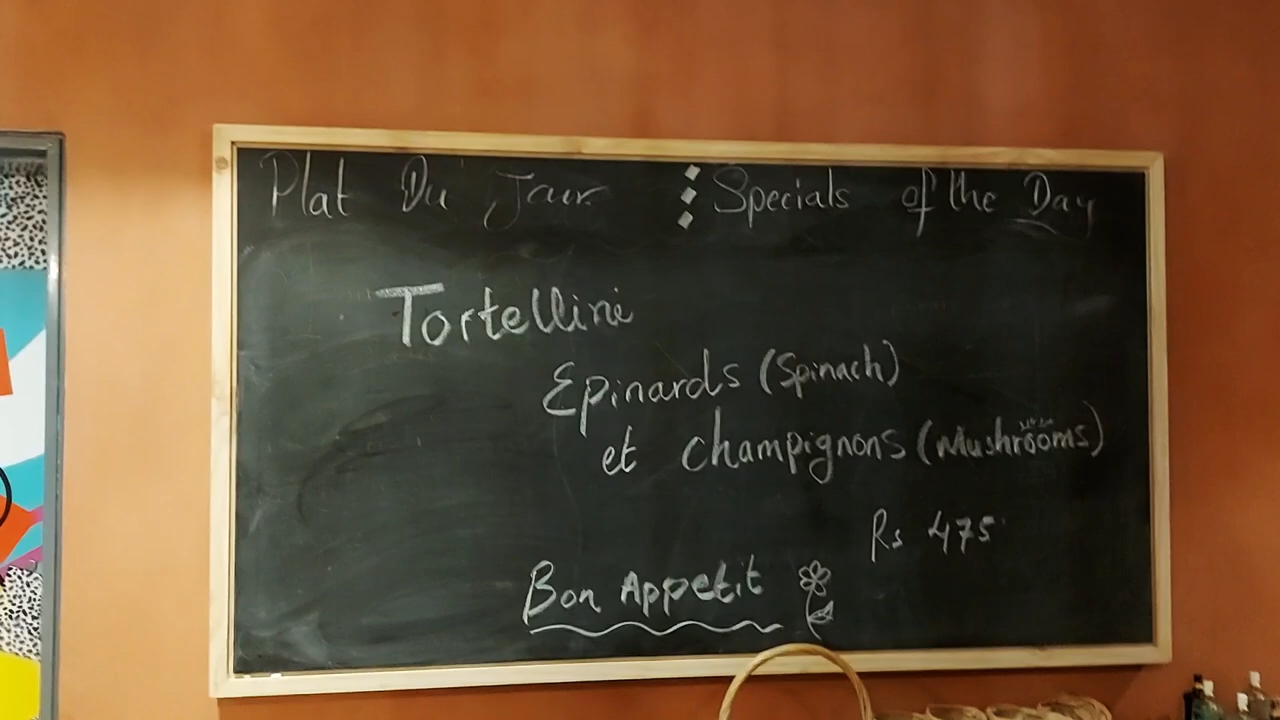 Plat Du Jour : Specials of the Day
Tortellini
Epinards (Spinach)
et champignons (Mushrooms)
Rs 475
Bon Appetit